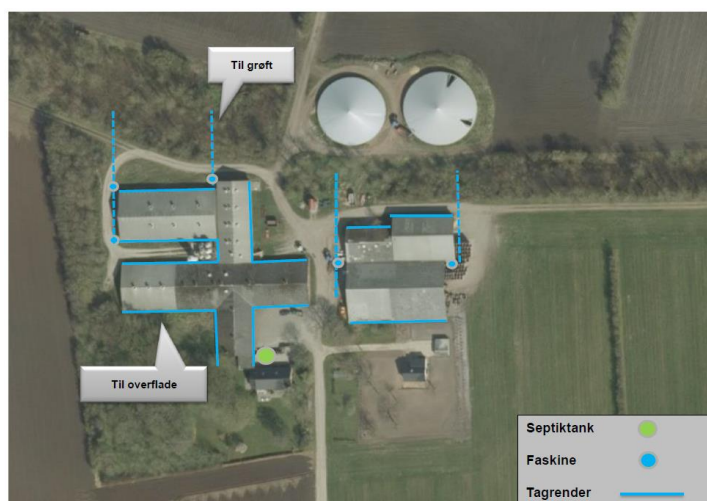 Til grøft
Til overflade
Septiktank
Faskine
Tagrender